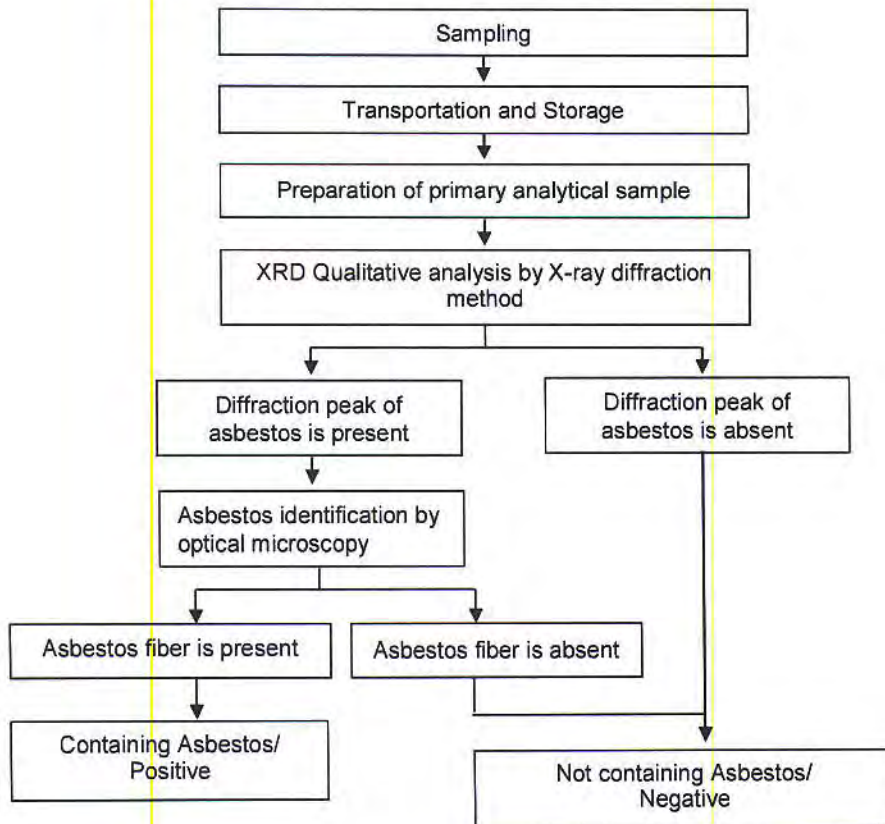 Sampling
Transportation and Storage
Preparation of primary analytical sample
XRD Qualitative analysis by X-ray diffraction
method
Diffraction peak of
asbestos is present
Diffraction peak of
asbestos is absent
Asbestos identification by
optical microscopy
Asbestos fiber is present
Asbestos fiber is absent
Containing Asbestos/
Positive
Not containing Asbestos/
Negative